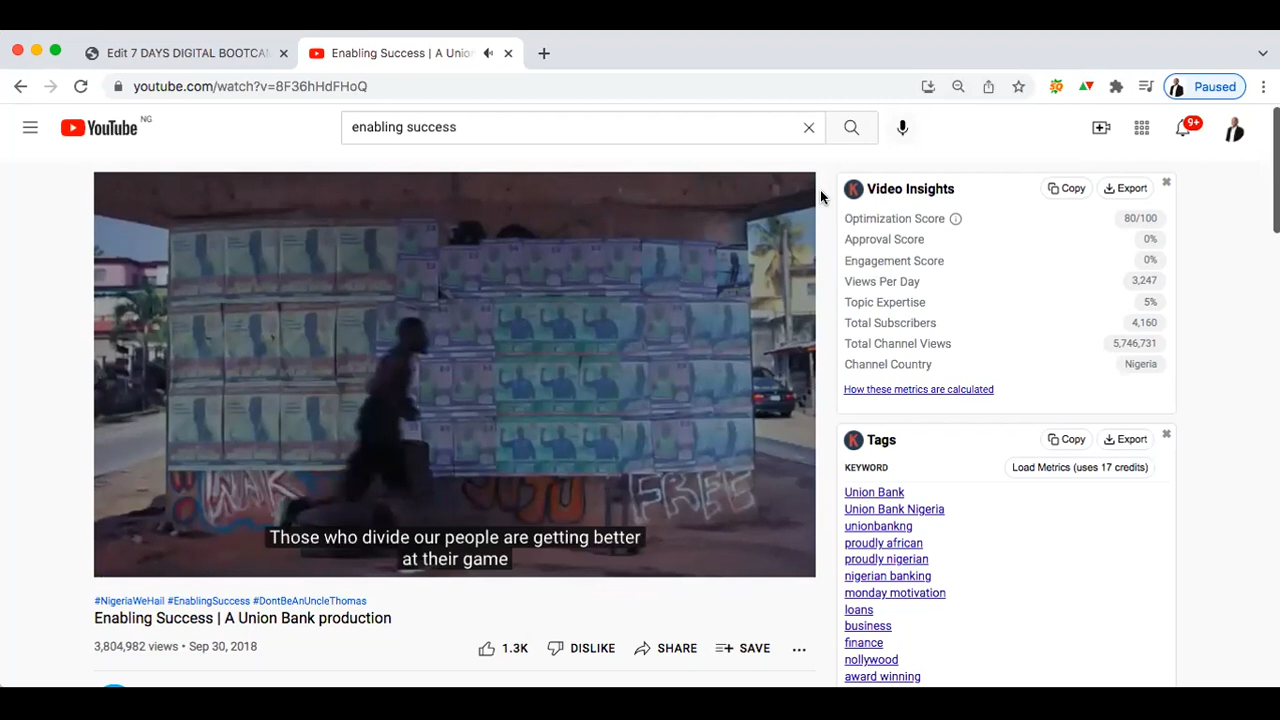 Edit 7 DAYS DIGITAL BOOTCAM
Enabling Success | A Unio
youtube.com/watch?v=8F36hHdFHoQ
Paused
YouTube NG
enabling success
9+
Video Insights
Copy
Export
Optimization Score 80/100
Approval Score 0%
Engagement Score 0%
Views Per Day 3,247
Topic Expertise 5%
Total Subscribers 4,160
Total Channel Views 5,746,731
Channel Country Nigeria
How these metrics are calculated
FREE
Those who divide our people are getting better
at their game
#NigeriaWeHail #EnablingSuccess #DontBeAnUncleThomas
Enabling Success | A Union Bank production
3,804,982 views • Sep 30, 2018
1.3K
DISLIKE
SHARE
SAVE
K Tags
Copy
Export
KEYWORD
Load Metrics (uses 17 credits)
Union Bank
Union Bank Nigeria
unionbankng
proudly african
proudly nigerian
nigerian banking
monday motivation
loans
business
finance
nollywood
award winning